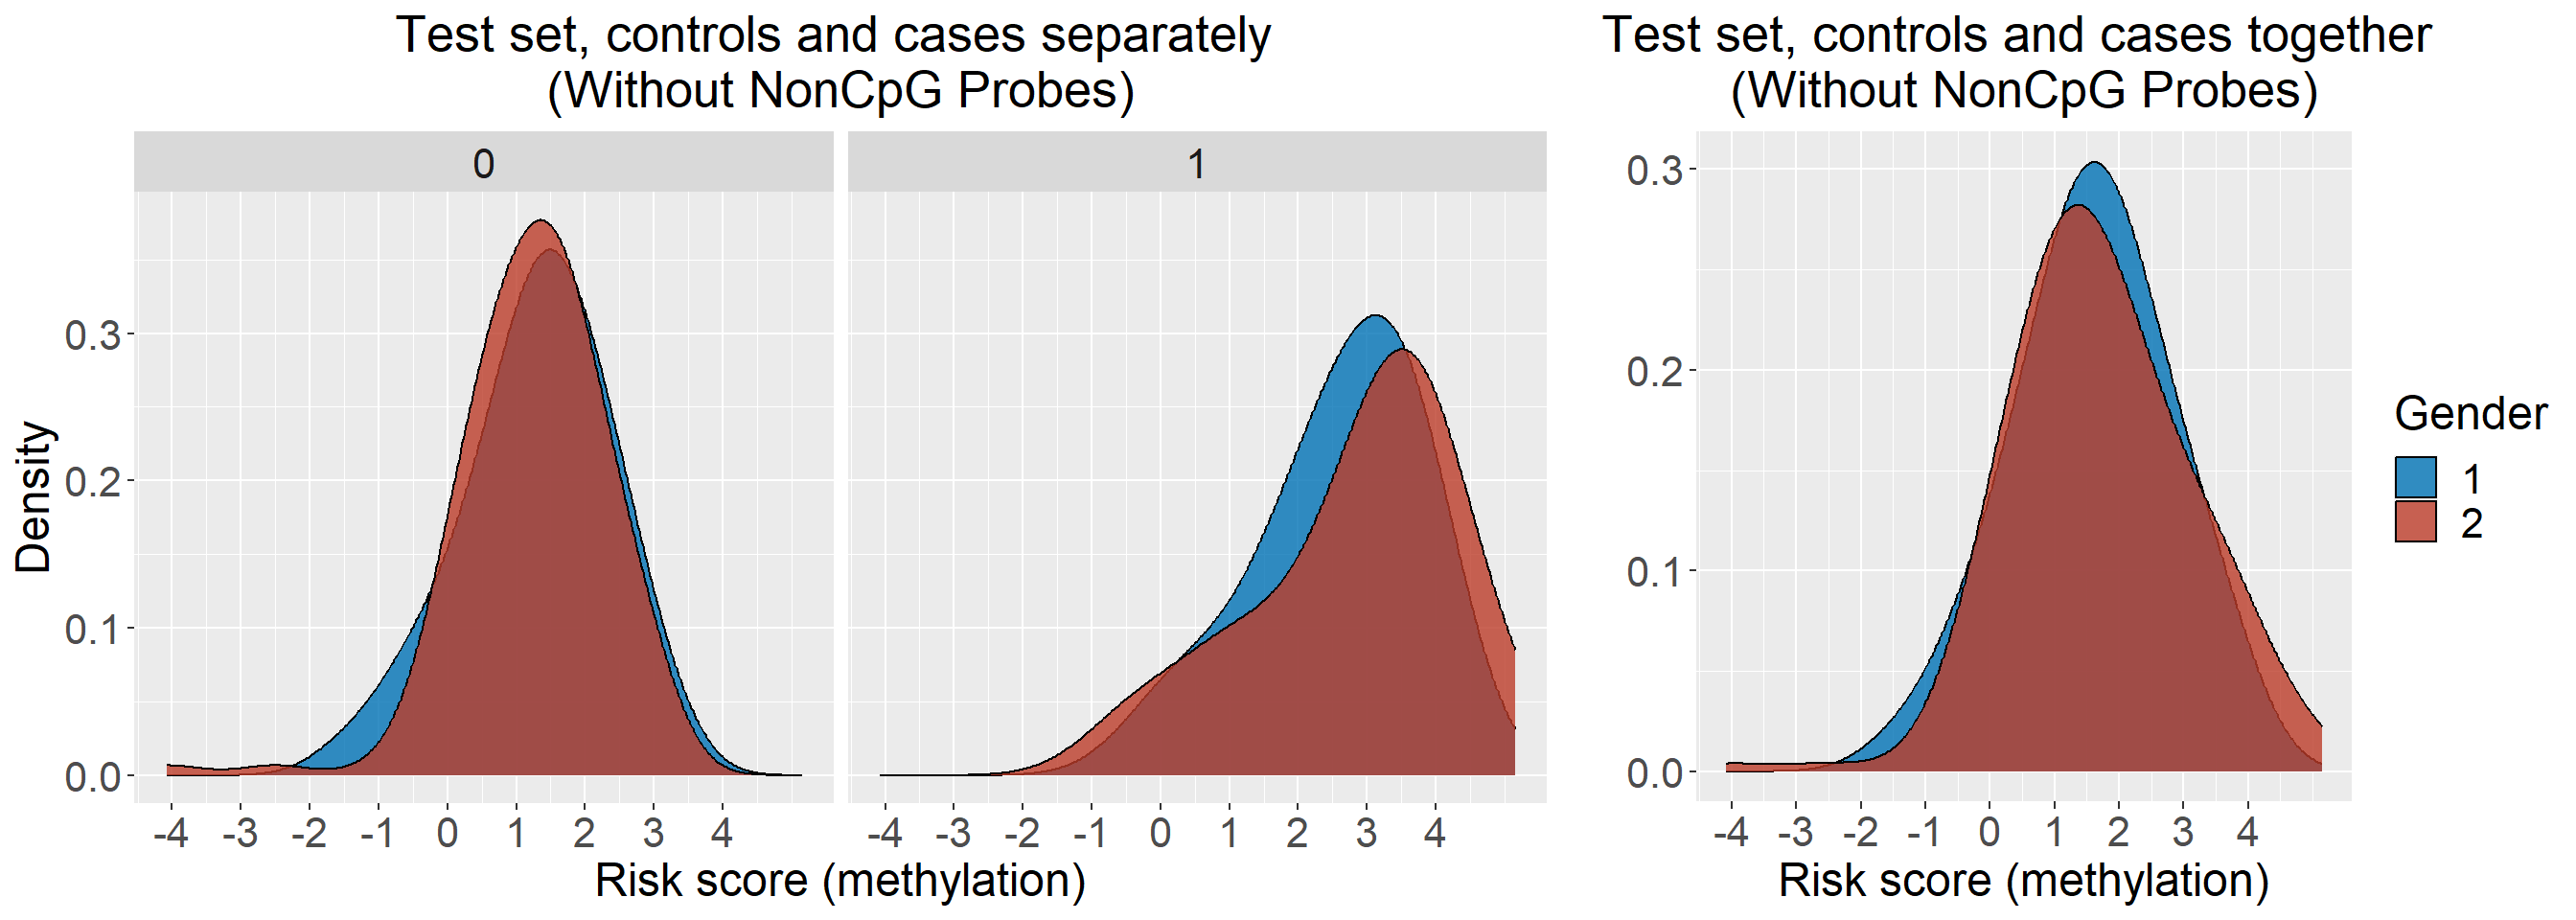 Test set, controls and cases separately
(Without NonCpG Probes)
0
1
Density
0.3
0.2
0.1
0.0
-4 -3 -2 -1 0 1 2 3 4
-4 -3 -2 -1 0 1 2 3 4
Risk score (methylation)
Test set, controls and cases together
(Without NonCpG Probes)
0.3
0.2
0.1
0.0
-4 -3 -2 -1 0 1 2 3 4
Risk score (methylation)
Gender
1
2